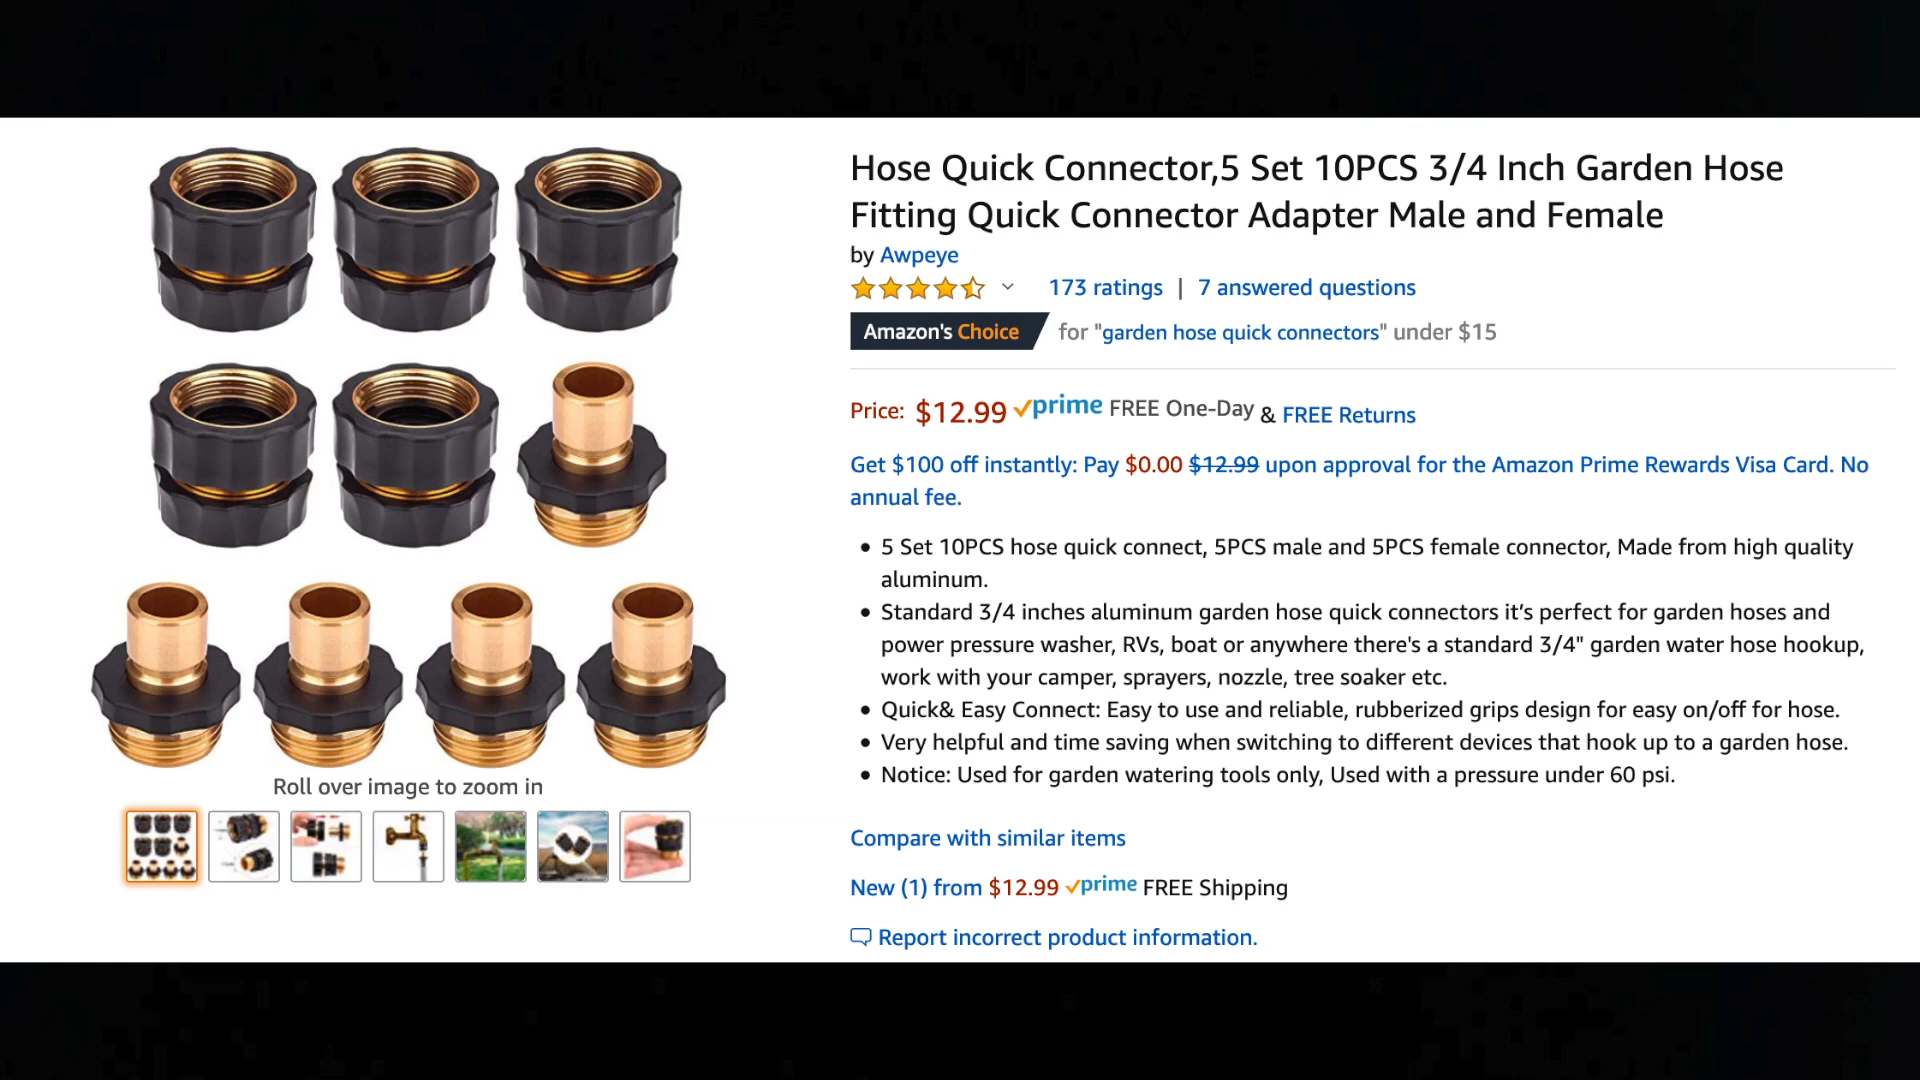 Hose Quick Connector,5 Set 10PCS 3/4 Inch Garden Hose
Fitting Quick Connector Adapter Male and Female
by Awpeye
173 ratings | 7 answered questions
Amazon's Choice for "garden hose quick connectors" under $15
Price: $12.99 prime FREE One-Day & FREE Returns
Get $100 off instantly: Pay $0.00 $12.99 upon approval for the Amazon Prime Rewards Visa Card. No
annual fee.
• 5 Set 10PCS hose quick connect, 5PCS male and 5PCS female connector, Made from high quality
aluminum.
• Standard 3/4 inches aluminum garden hose quick connectors it’s perfect for garden hoses and
power pressure washer, RVs, boat or anywhere there's a standard 3/4" garden water hose hookup,
work with your camper, sprayers, nozzle, tree soaker etc.
• Quick& Easy Connect: Easy to use and reliable, rubberized grips design for easy on/off for hose.
• Very helpful and time saving when switching to different devices that hook up to a garden hose.
• Notice: Used for garden watering tools only, Used with a pressure under 60 psi.
Roll over image to zoom in
Compare with similar items
New (1) from $12.99 prime FREE Shipping
Report incorrect product information.